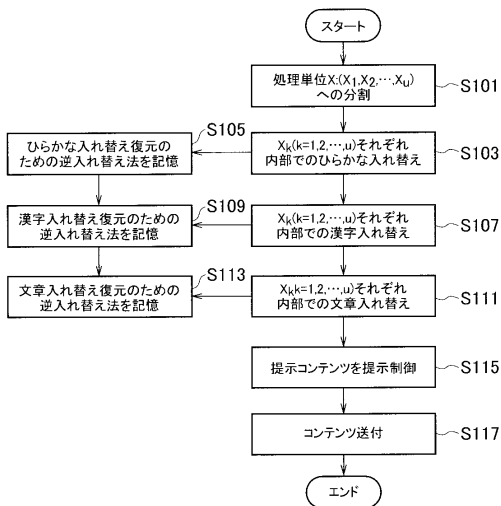 スタート
処理単位X:(X1,X2,…,Xu)
への分割
S101
ひらかな入れ替え復元の
ための逆入れ替え法を記憶
S105
Xk(k=1,2,…,u)それぞれ
内部でのひらかな入れ替え
S103
漢字入れ替え復元のための
逆入れ替え法を記憶
S109
Xk(k=1,2,…,u)それぞれ
内部での漢字入れ替え
S107
文章入れ替え復元のための
逆入れ替え法を記憶
S113
Xkk=1,2,…,u)それぞれ
内部での文章入れ替え
S111
提示コンテンツを提示制御
S115
コンテンツ送付
S117
エンド